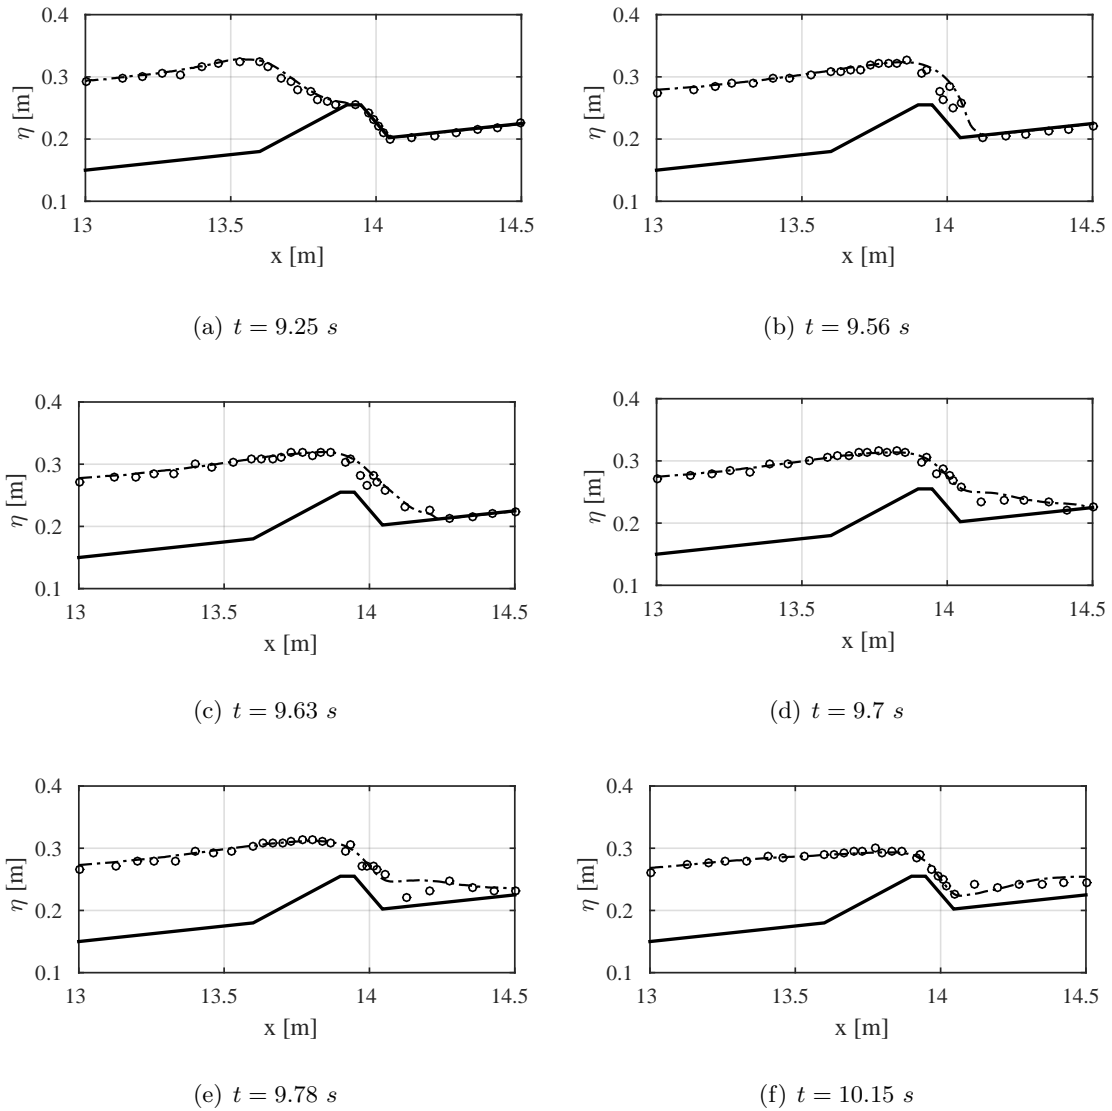 0.4
0.3
0.2
0.1
η [m]
13
13.5
14
14.5
x [m]
(a) t = 9.25 s
0.4
0.3
0.2
0.1
η [m]
13
13.5
14
14.5
x [m]
(b) t = 9.56 s
0.4
0.3
0.2
0.1
η [m]
13
13.5
14
14.5
x [m]
(c) t = 9.63 s
0.4
0.3
0.2
0.1
η [m]
13
13.5
14
14.5
x [m]
(d) t = 9.7 s
0.4
0.3
0.2
0.1
η [m]
13
13.5
14
14.5
x [m]
(e) t = 9.78 s
0.4
0.3
0.2
0.1
η [m]
13
13.5
14
14.5
x [m]
(f) t = 10.15 s